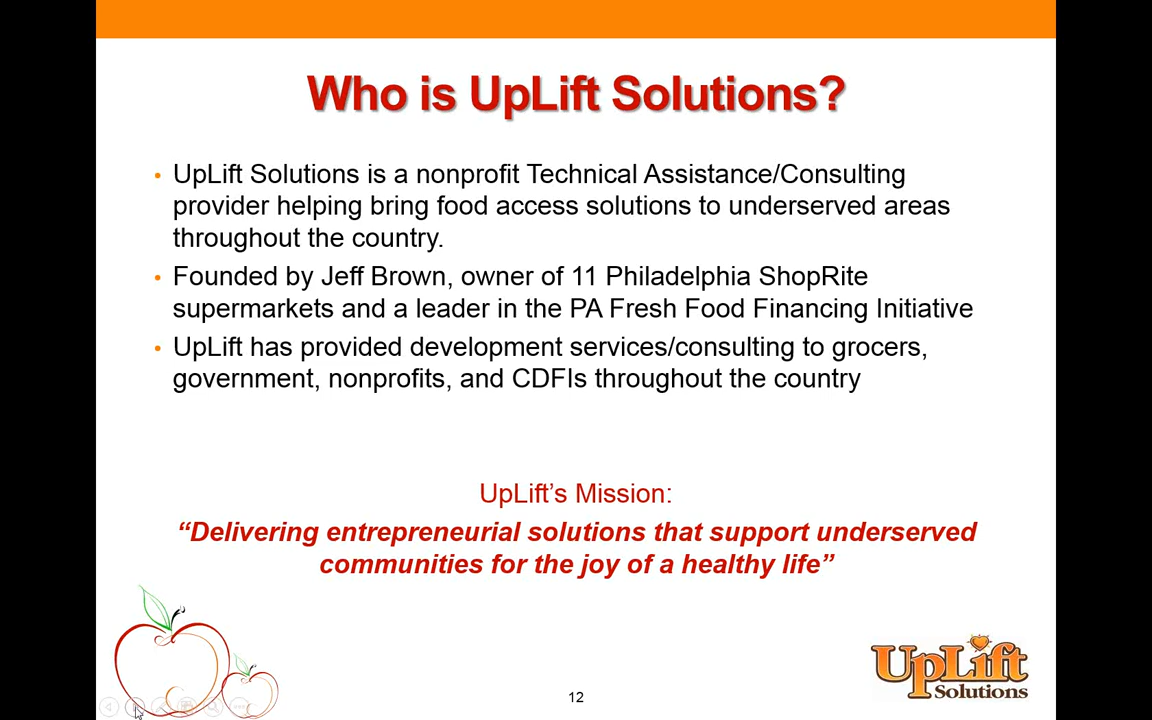 Who is UpLift Solutions?
• UpLift Solutions is a nonprofit Technical Assistance/Consulting
provider helping bring food access solutions to underserved areas
throughout the country.
• Founded by Jeff Brown, owner of 11 Philadelphia ShopRite
supermarkets and a leader in the PA Fresh Food Financing Initiative
• UpLift has provided development services/consulting to grocers,
government, nonprofits, and CDFIs throughout the country
UpLift’s Mission:
“Delivering entrepreneurial solutions that support underserved
communities for the joy of a healthy life”
UpLift
Solutions
12